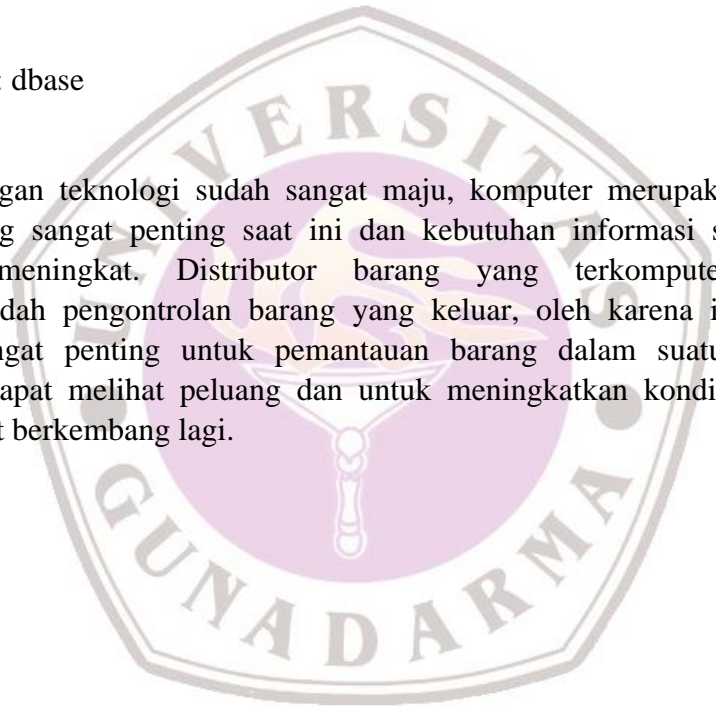 : dbase
gan teknologi sudah sangat maju, komputer merupak
g sangat penting saat ini dan kebutuhan informasi s
meningkat. Distributor barang yang terkompute
dah pengontrolan barang yang keluar, oleh karena i
ngat penting untuk pemantauan barang dalam suatu
apat melihat peluang dan untuk meningkatkan kondi
t berkembang lagi.
UNIVERSITAS
GUNADARMA